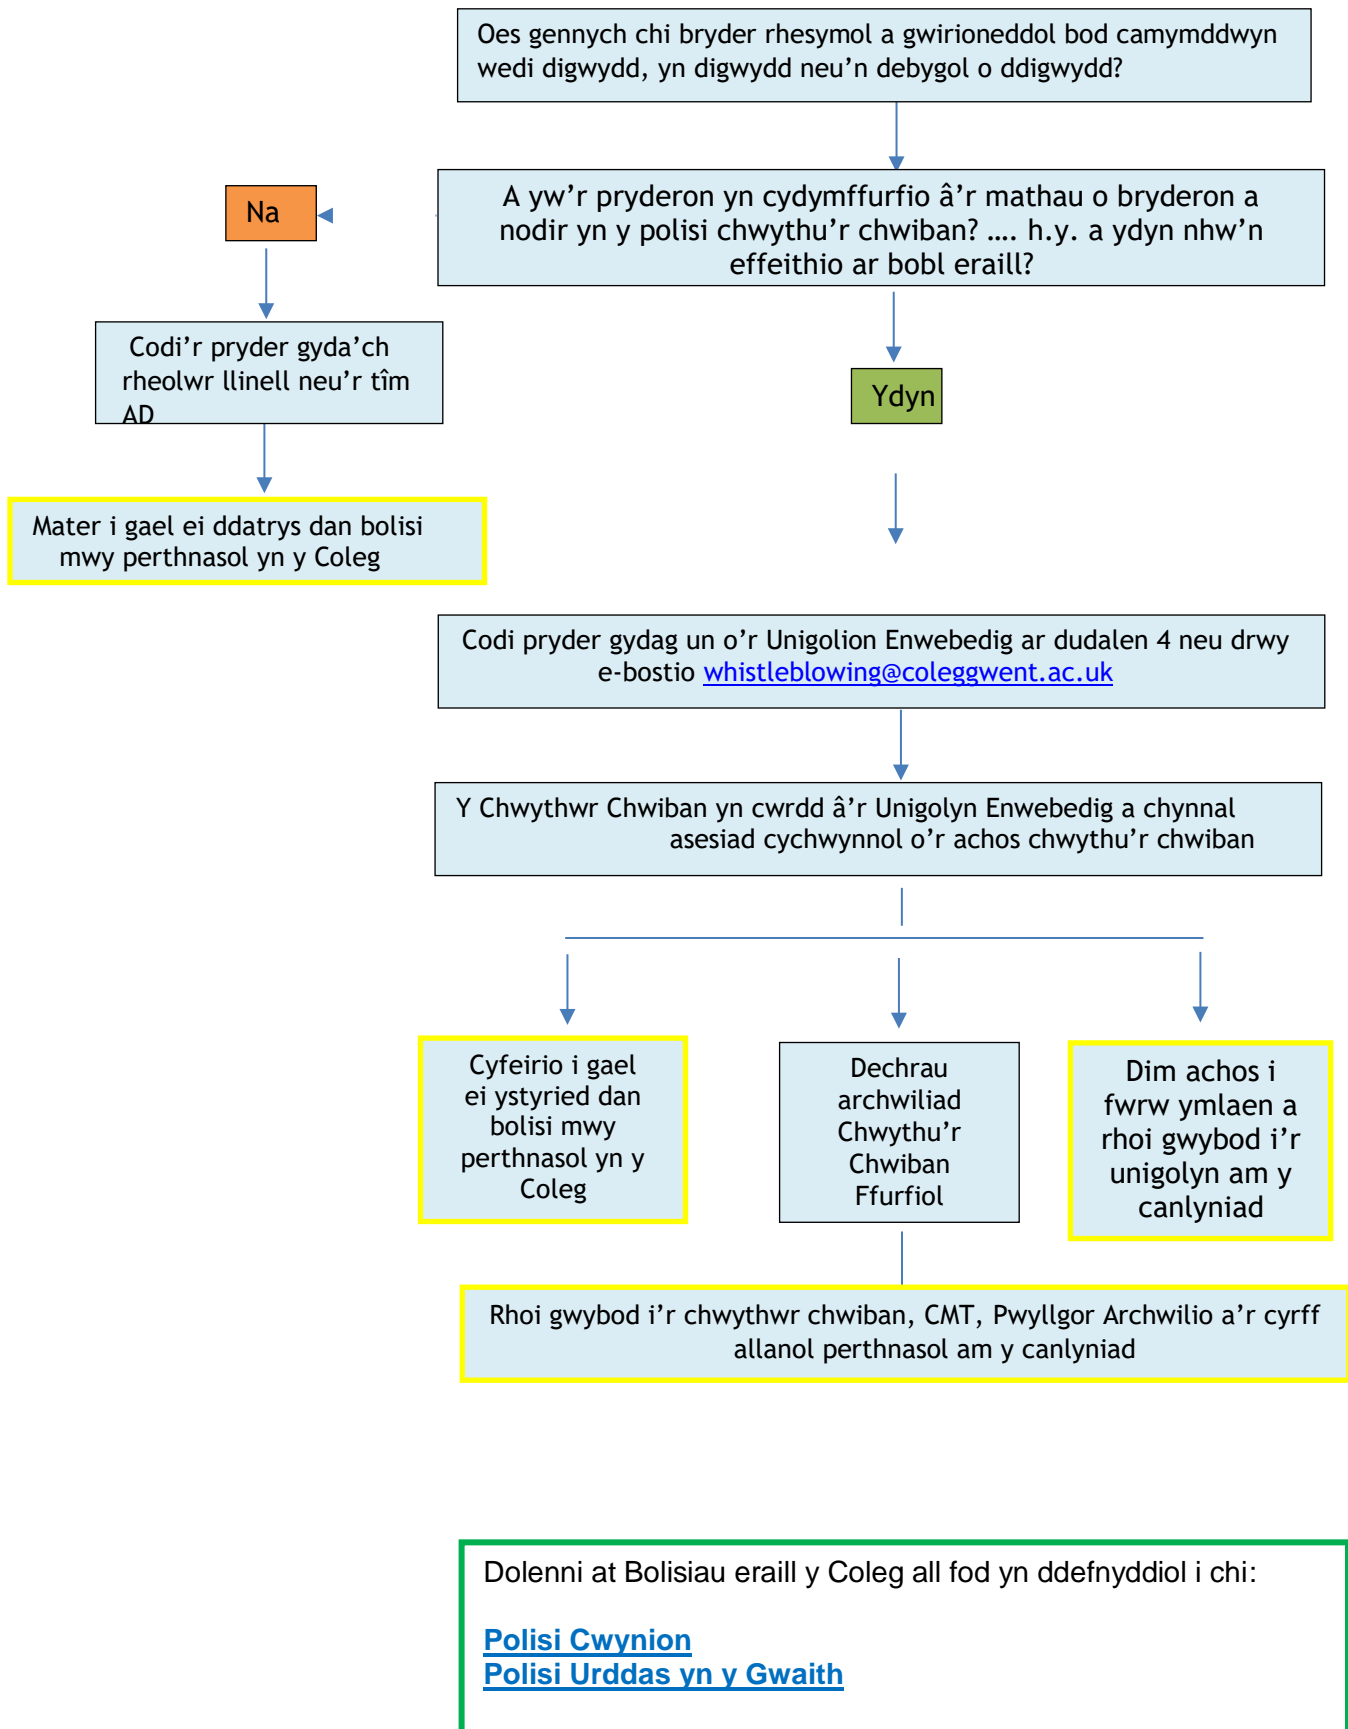 Oes gennych chi bryder rhesymol a gwirioneddol bod camymddwyn
wedi digwydd, yn digwydd neu’n debygol o ddigwydd?
A yw’r pryderon yn cydymffurfio â’r mathau o bryderon a
nodir yn y polisi chwythu’r chwiban? .... h.y. a ydyn nhw’n
effeithio ar bobl eraill?
Na
Codi’r pryder gyda’ch
rheolwr llinell neu’r tîm
AD
Mater i gael ei ddatrys dan bolisi
mwy perthnasol yn y Coleg
Ydyn
Codi pryder gydag un o’r Unigolion Enwebedig ar dudalen 4 neu drwy
e-bostio whistleblowing@coleggwent.ac.uk
Y Chwythwr Chwiban yn cwrdd â’r Unigolyn Enwebedig a chynnal
asesiad cychwynnol o’r achos chwythu’r chwiban
Cyfeirio i gael
ei ystyried dan
bolisi mwy
perthnasol yn y
Coleg
Dechrau
archwiliad
Chwythu’r
Chwiban
Ffurfiol
Dim achos i
fwrw ymlaen a
rhoi gwybod i’r
unigolyn am y
canlyniad
Rhoi gwybod i’r chwythwr chwiban, CMT, Pwyllgor Archwilio a’r cyrff
allanol perthnasol am y canlyniad
Dolenni at Bolisiau eraill y Coleg all fod yn ddefnyddiol i chi:
Polisi Cwynion
Polisi Urddas yn y Gwaith